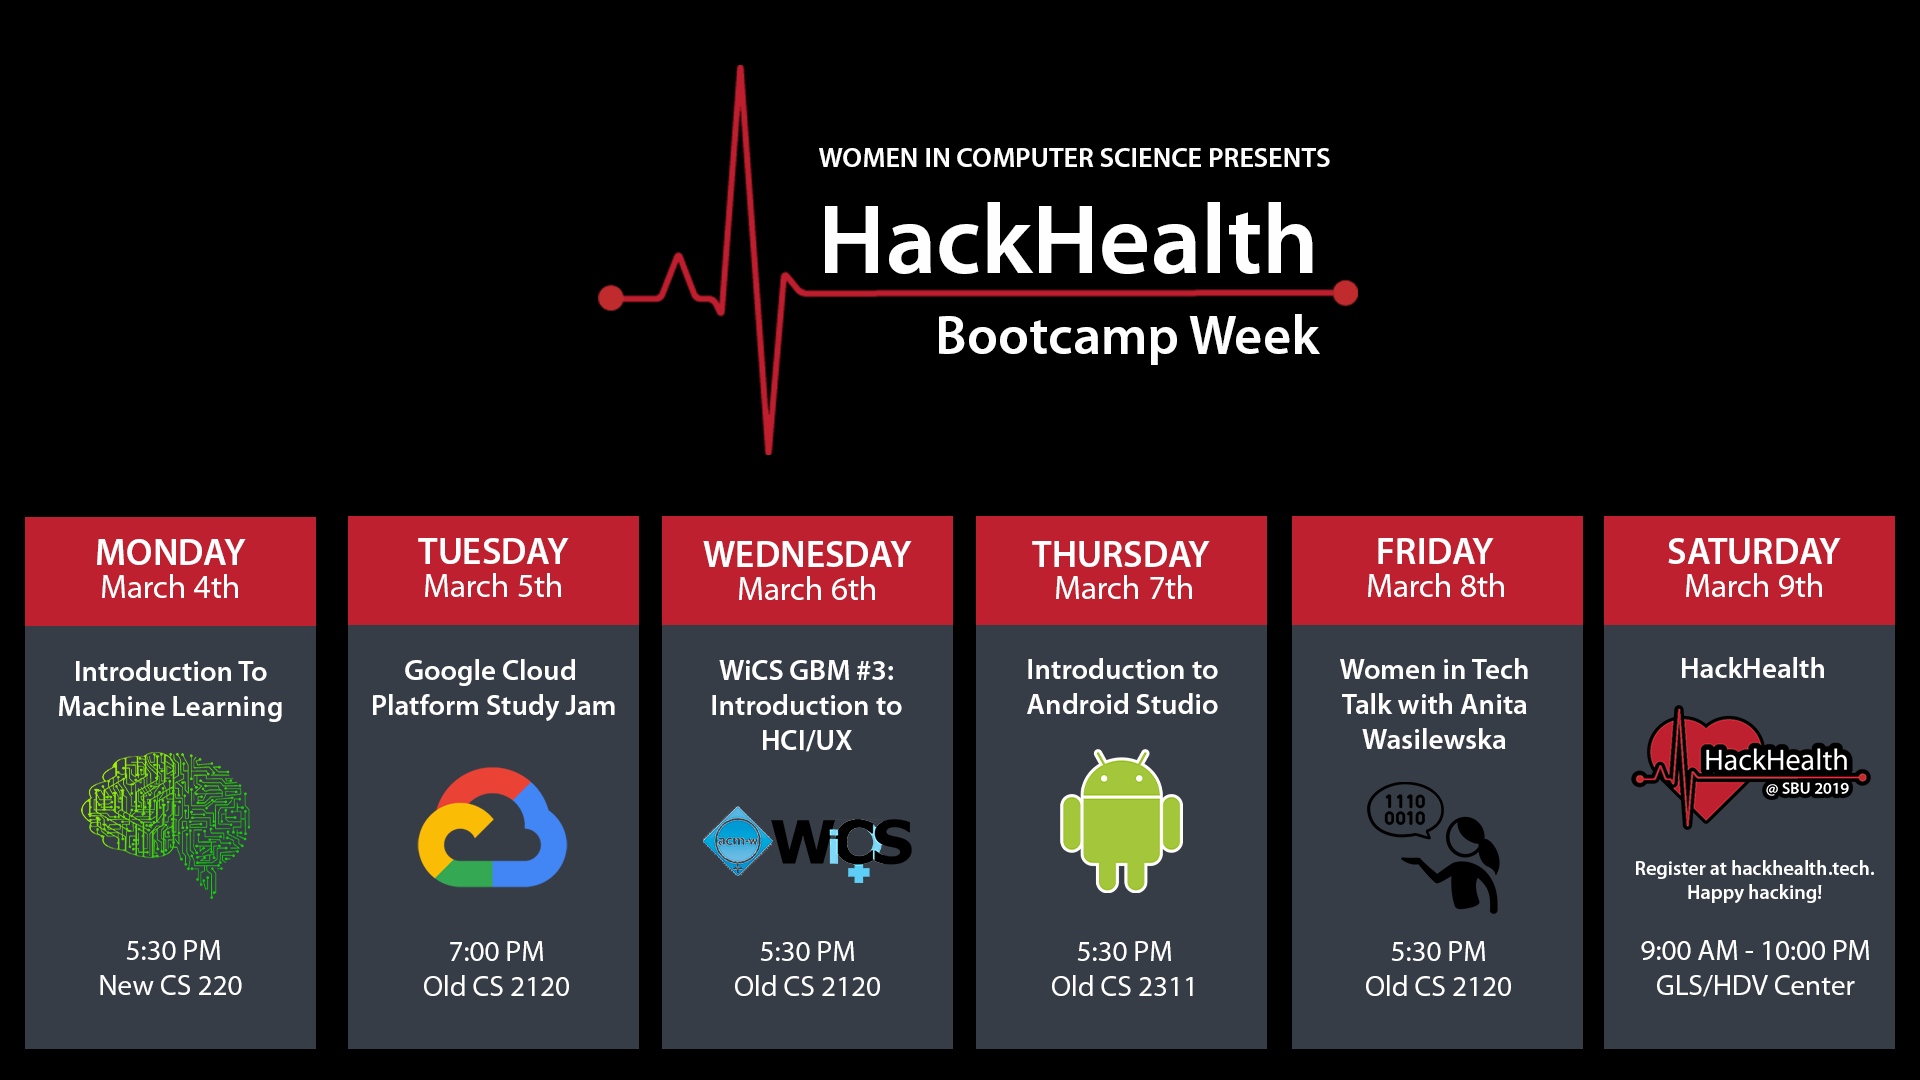 WOMEN IN COMPUTER SCIENCE PRESENTS
HackHealth
Bootcamp Week
MONDAY
March 4th
Introduction To
Machine Learning
5:30 PM
New CS 220
TUESDAY
March 5th
Google Cloud
Platform Study Jam
7:00 PM
Old CS 2120
WEDNESDAY
March 6th
WiCS GBM #3:
Introduction to
HCI/UX
acm-w
WiCS
5:30 PM
Old CS 2120
THURSDAY
March 7th
Introduction to
Android Studio
5:30 PM
Old CS 2311
FRIDAY
March 8th
Women in Tech
Talk with Anita
Wasilewska
1110
0010
5:30 PM
Old CS 2120
SATURDAY
March 9th
HackHealth
HackHealth
@ SBU 2019
Register at hackhealth.tech.
Happy hacking!
9:00 AM - 10:00 PM
GLS/HDV Center